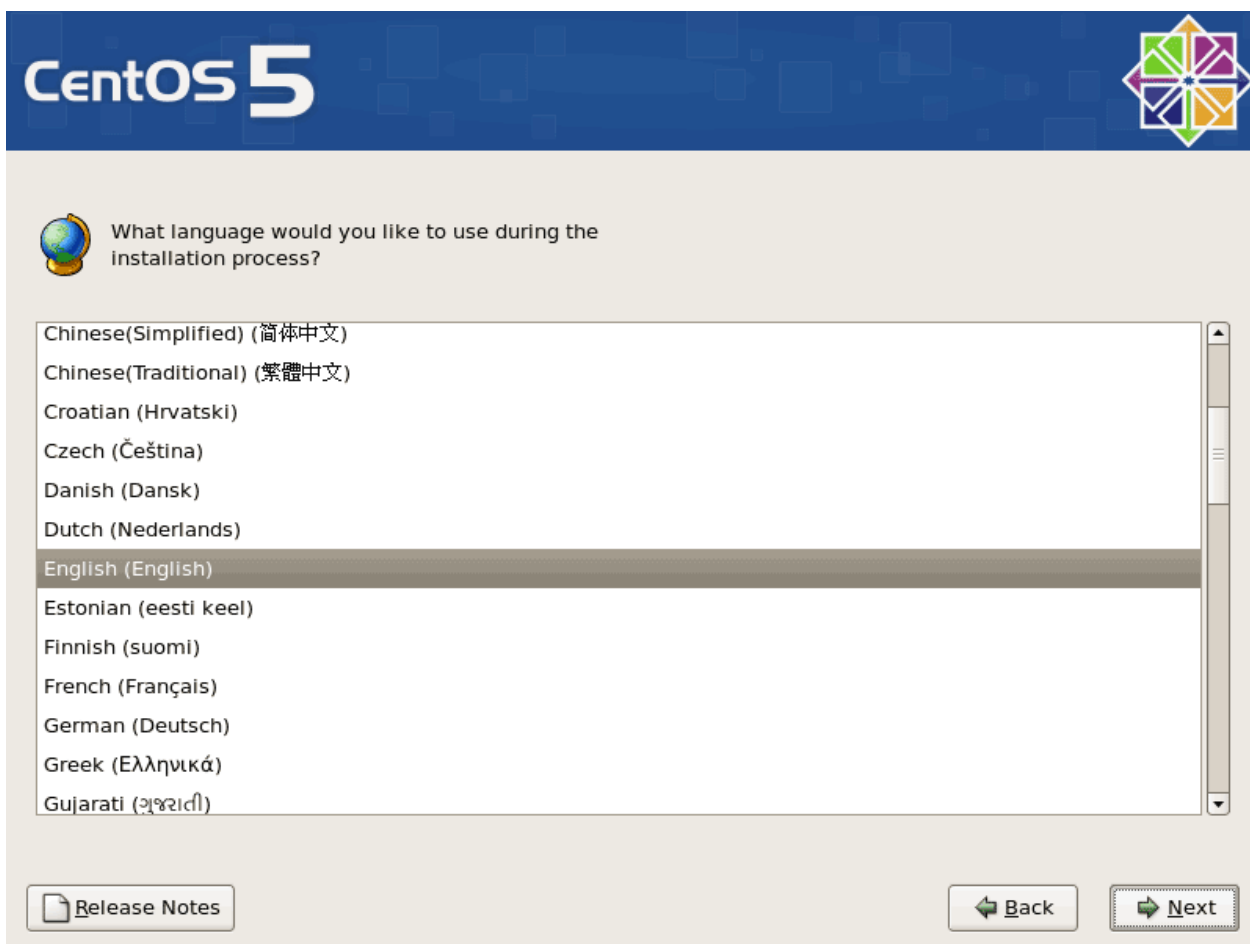 CentOS 5
What language would you like to use during the
installation process?
Chinese(Simplified) (简体中文)
Chinese(Traditional) (繁體中文)
Croatian (Hrvatski)
Czech (Čeština)
Danish (Dansk)
Dutch (Nederlands)
English (English)
Estonian (eesti keel)
Finnish (suomi)
French (Français)
German (Deutsch)
Greek (Ελληνικά)
Gujarati (ગુજરાતી)
Release Notes
Back
Next